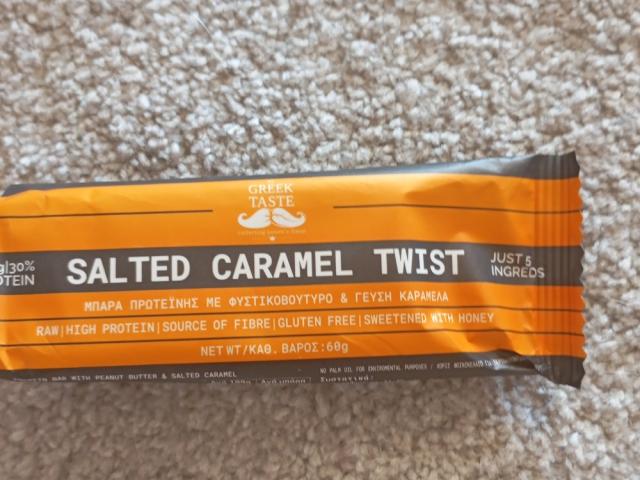 GREEK
TASTE
30%
SALTED CARAMEL TWIST
JUST 5
INGREDS
ΜΠΑΡΑ ΠΡΩΤΕΪΝΗΣ ΜΕ ΦΥΣΤΙΚΟΒΟΥΤΥΡΟ & ΓΕΥΣΗ ΚΑΡΑΜΕΛΑ
RAW|HIGH PROTEIN|SOURCE OF FIBRE|GLUTEN FREE|SWEETENED WITH HONEY
NET WT/ΚΑΘ. ΒΑΡΟΣ:60g
BAR WITH PEANUT BUTTER & SALTED CARAMEL
NO PALM OIL FOR ENVIROMENTAL PURPOSES / ΧΩΡΙΣ